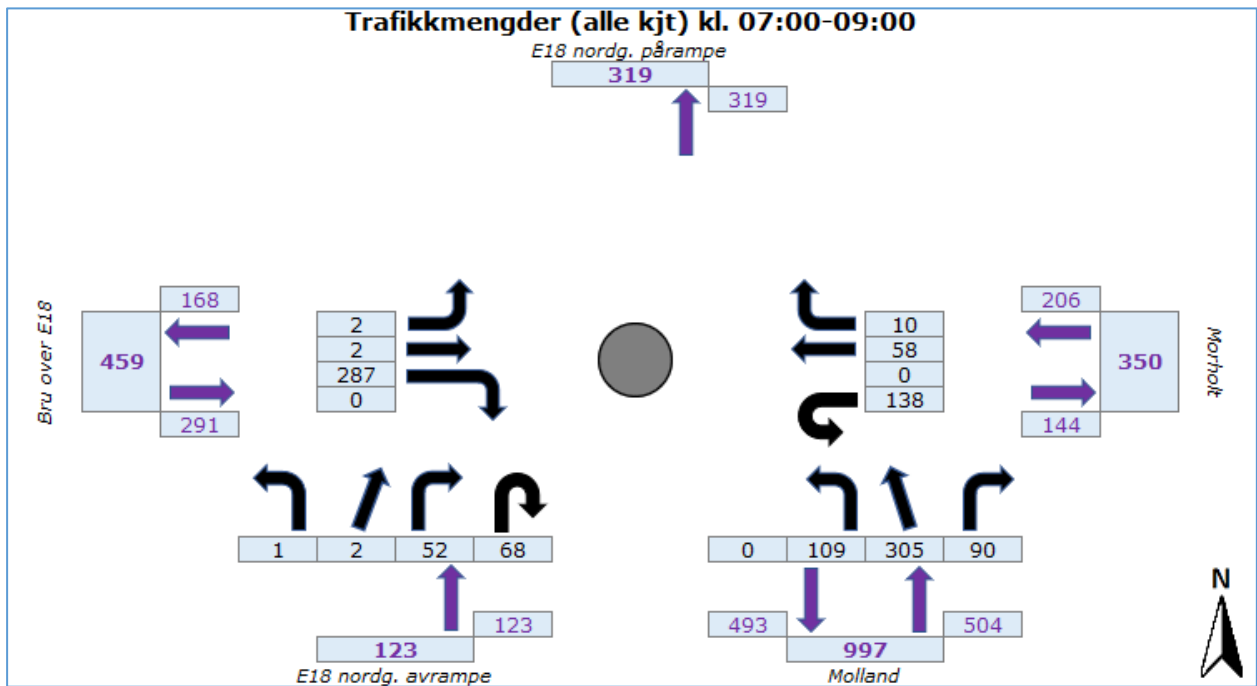 Trafikkmengder (alle kjt) kl. 07:00-09:00
E18 nordg. pårampe
319
319
Bru over E18
168
459
291
2
2
287
0
10
58
0
138
206
350
144
Morholt
1 2 52 68
0 109 305 90
123
123
E18 nordg. avrampe
493 504
997
Molland
N